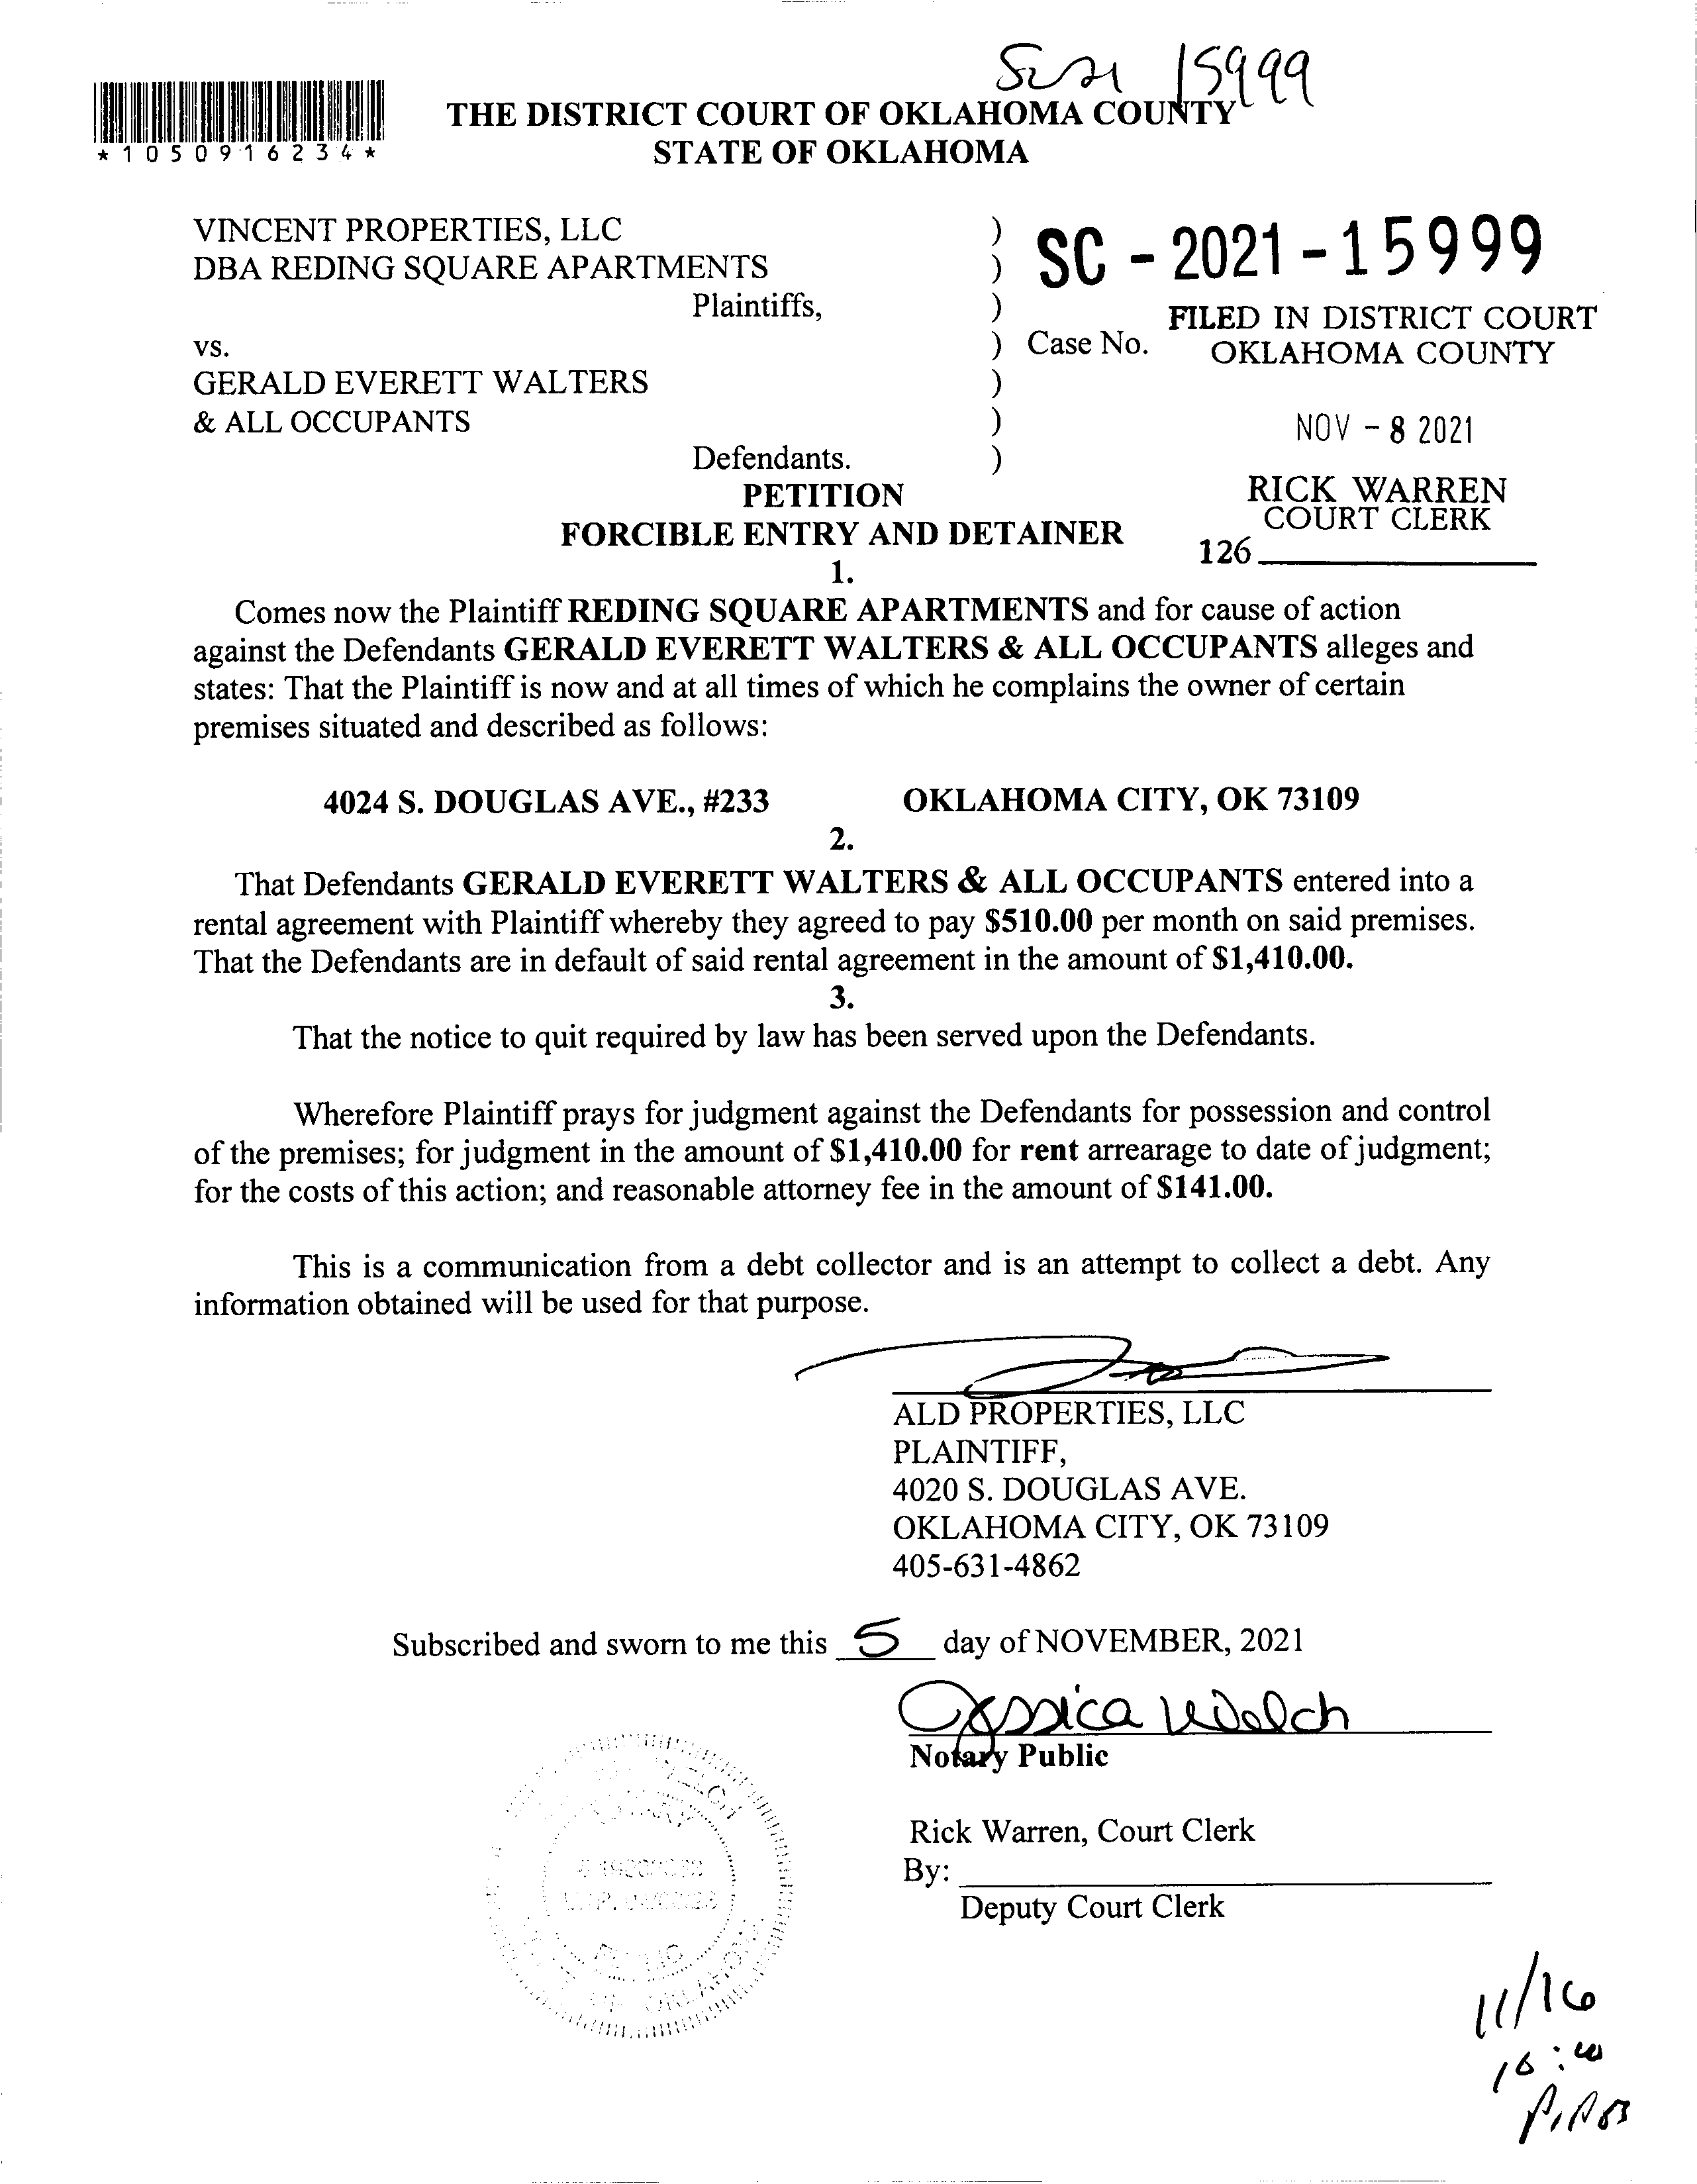 15999
THE DISTRICT COURT OF OKLAHOMA COUNTY
STATE OF OKLAHOMA
*1050916234*
VINCENT PROPERTIES, LLC )
DBA REDING SQUARE APARTMENTS )
Plaintiffs, )
vs. ) Case No.
GERALD EVERETT WALTERS )
& ALL OCCUPANTS )
Defendants. )
SC - 2021 - 15999
FILED IN DISTRICT COURT
OKLAHOMA COUNTY
NOV - 8 2021
RICK WARREN
COURT CLERK
126
PETITION
FORCIBLE ENTRY AND DETAINER
1.
Comes now the Plaintiff REDING SQUARE APARTMENTS and for cause of action
against the Defendants GERALD EVERETT WALTERS & ALL OCCUPANTS alleges and
states: That the Plaintiff is now and at all times of which he complains the owner of certain
premises situated and described as follows:
4024 S. DOUGLAS AVE., #233 OKLAHOMA CITY, OK 73109
2.
That Defendants GERALD EVERETT WALTERS & ALL OCCUPANTS entered into a
rental agreement with Plaintiff whereby they agreed to pay $510.00 per month on said premises.
That the Defendants are in default of said rental agreement in the amount of $1,410.00.
3.
That the notice to quit required by law has been served upon the Defendants.
Wherefore Plaintiff prays for judgment against the Defendants for possession and control
of the premises; for judgment in the amount of $1,410.00 for rent arrearage to date of judgment;
for the costs of this action; and reasonable attorney fee in the amount of $141.00.
This is a communication from a debt collector and is an attempt to collect a debt. Any
information obtained will be used for that purpose.
ALD PROPERTIES, LLC
PLAINTIFF,
4020 S. DOUGLAS AVE.
OKLAHOMA CITY, OK 73109
405-631-4862
Subscribed and sworn to me this 5 day of NOVEMBER, 2021
Jessica Welch
Notary Public
Rick Warren, Court Clerk
By:
Deputy Court Clerk
11/16